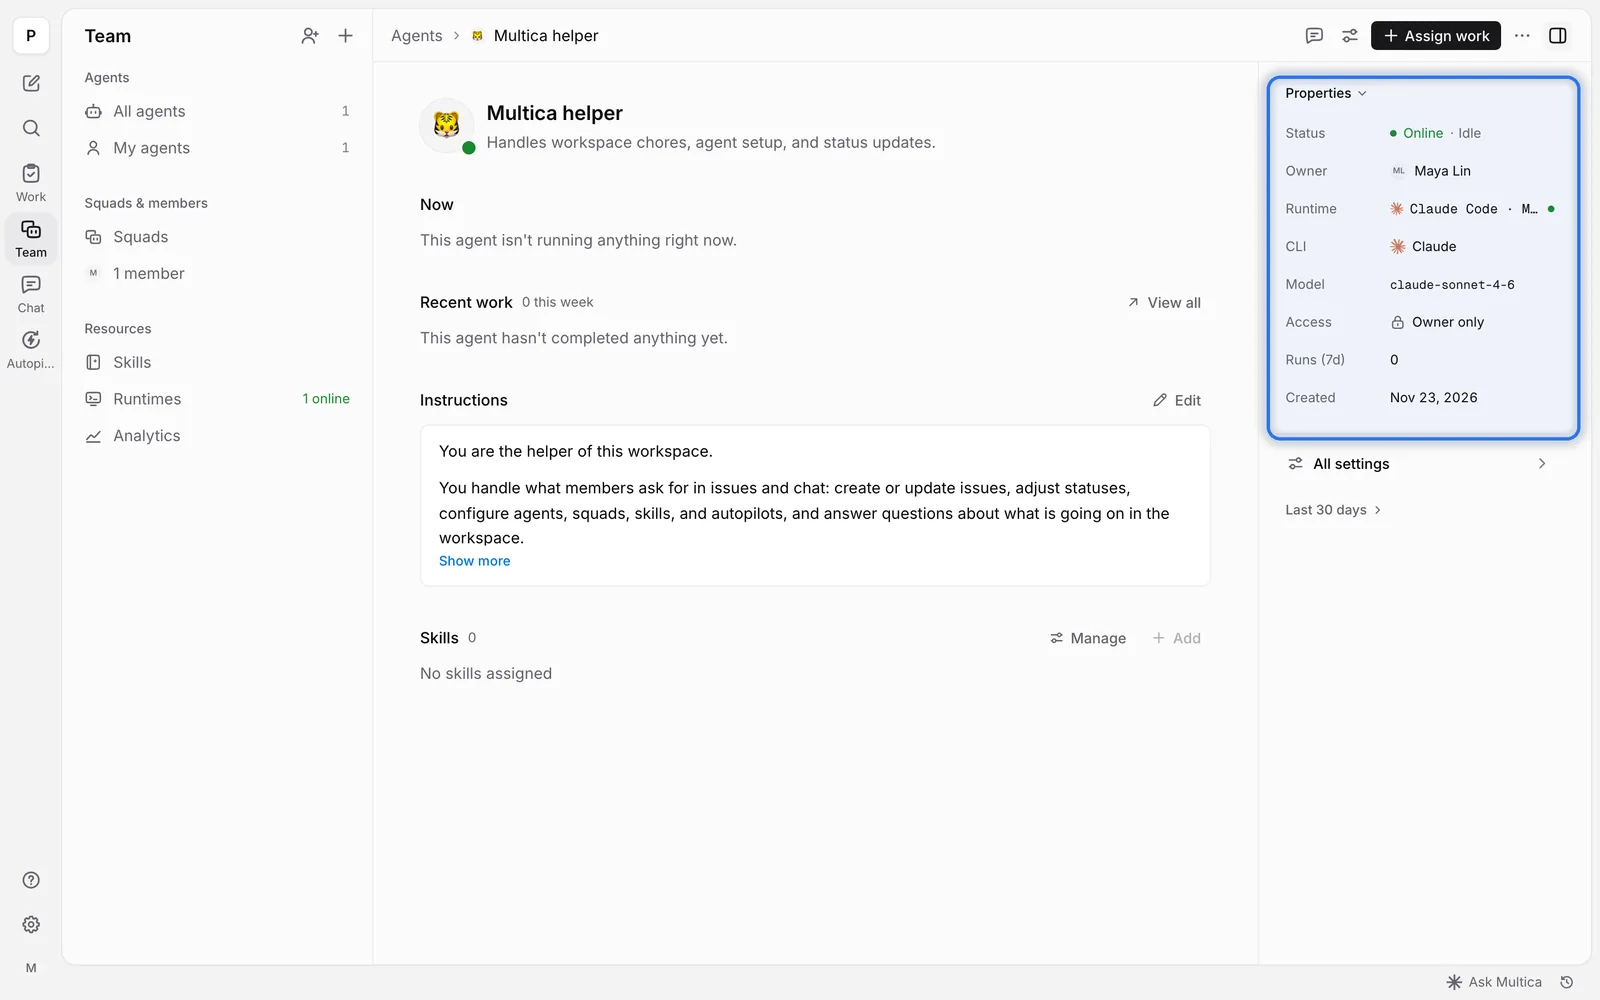 P
Team
Agents
All agents 1
My agents 1
Squads & members
Squads
M 1 member
Resources
Skills
Runtimes 1 online
Analytics
Work
Team
Chat
Autopi...
M
Agents > Multica helper
+ Assign work ...
Multica helper
Handles workspace chores, agent setup, and status updates.
Now
This agent isn't running anything right now.
Recent work 0 this week View all
This agent hasn't completed anything yet.
Instructions Edit
You are the helper of this workspace.
You handle what members ask for in issues and chat: create or update issues, adjust statuses,
configure agents, squads, skills, and autopilots, and answer questions about what is going on in the
workspace.
Show more
Skills 0 Manage + Add
No skills assigned
Properties
Status Online · Idle
Owner ML Maya Lin
Runtime Claude Code · M…
CLI Claude
Model claude-sonnet-4-6
Access Owner only
Runs (7d) 0
Created Nov 23, 2026
All settings
Last 30 days
Ask Multica